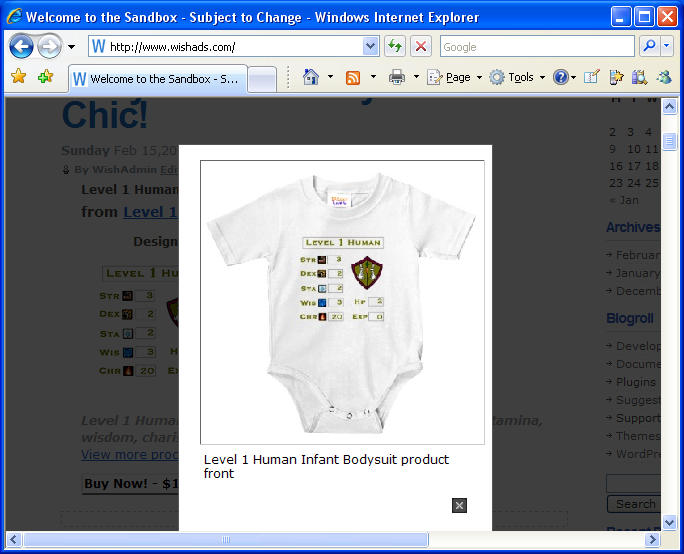 Welcome to the Sandbox - Subject to Change - Windows Internet Explorer
http://www.wishads.com/
Google
Welcome to the Sandbox - S...
Page
Tools
Chic!
Sunday Feb 15,20
By WishAdmin Edi
Level 1 Human
from Level 1
Design
LEVEL 1 H
STR 3
DEX 2
STA 2
WIS 3 H
CHR 20 EX
Level 1 Huma
tamina,
wisdom, charis
View more prod
Buy Now! - $1
LEVEL 1 HUMAN
STR 3
DEX 2
STA 2
WIS 3 HP 2
CHR 20 EXP 0
Level 1 Human Infant Bodysuit product
front
2 3 4
9 10 11
16 17 18
23 24 25
« Jan
Archives
February
January
Decemb
Blogroll
Develop
Docume
Plugins
Sugges
Support
Themes
WordPre
Search